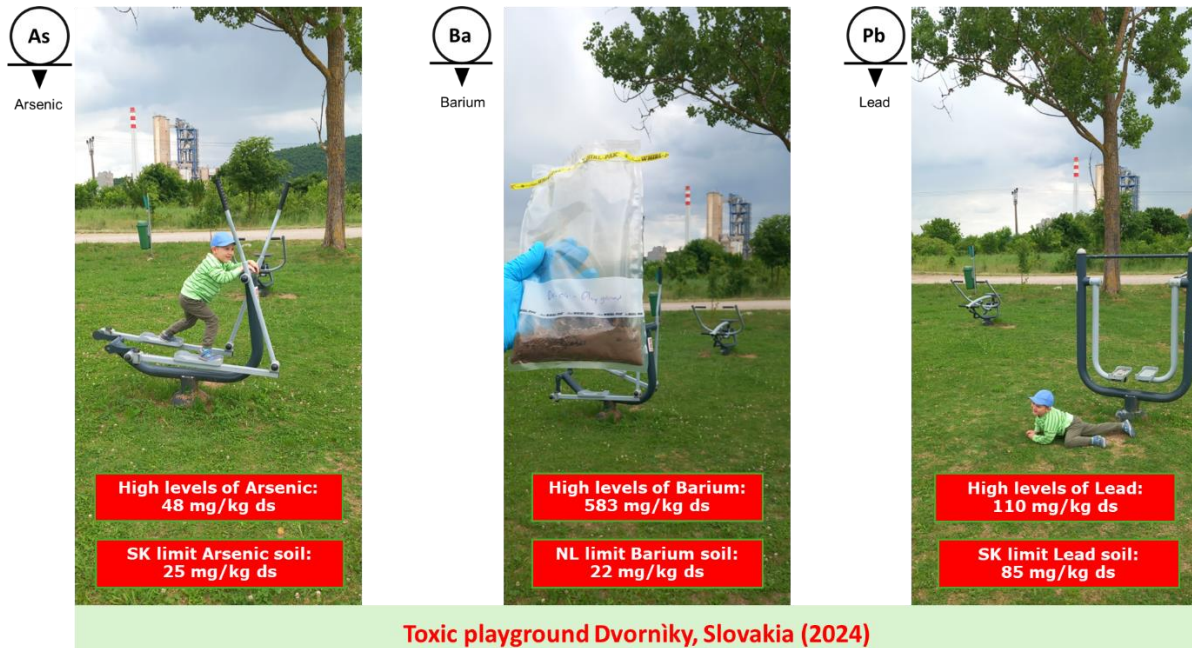 As
Arsenic
Ba
Barium
Pb
Lead
High levels of Arsenic:
48 mg/kg ds
SK limit Arsenic soil:
25 mg/kg ds
High levels of Barium:
583 mg/kg ds
NL limit Barium soil:
22 mg/kg ds
High levels of Lead:
110 mg/kg ds
SK limit Lead soil:
85 mg/kg ds
Toxic playground Dvornìky, Slovakia (2024)